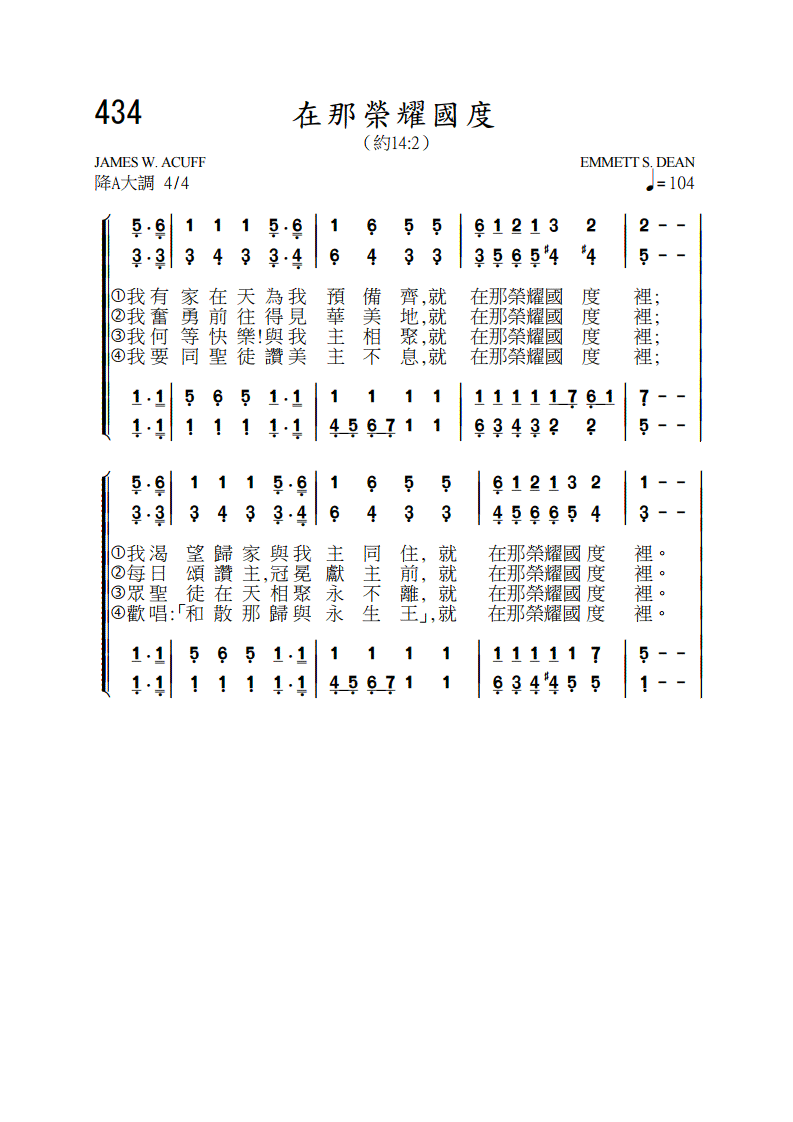 434
在那榮耀國度
（約14:2）
JAMES W. ACUFF
EMMETT S. DEAN
降A大調 4/4
♩= 104
5 · 6 | 1 1 1 5 · 6 | 1 6 5 5 | 6 1 2 1 3 2 | 2 - - |
3 · 3 | 3 4 3 3 · 4 | 6 4 3 3 | 3 5 6 5 ♯4 ♯4 | 5 - - |
①我有家在天為我預備齊,就在那榮耀國度裡;
②我奮勇前往得見華美地,就在那榮耀國度裡;
③我何等快樂!與我主相聚,就在那榮耀國度裡;
④我要同聖徒讚美主不息,就在那榮耀國度裡;
1 · 1 | 5 6 5 1 · 1 | 1 1 1 1 | 1 1 1 1 1 7 6 1 | 7 - - |
1 · 1 | 1 1 1 1 · 1 | 4 5 6 7 1 1 | 6 3 4 3 2 2 | 5 - - |
5 · 6 | 1 1 1 5 · 6 | 1 6 5 5 | 6 1 2 1 3 2 | 1 - - |
3 · 3 | 3 4 3 3 · 4 | 6 4 3 3 | 4 5 6 6 5 4 | 3 - - |
①我渴望歸家與我主同住,就在那榮耀國度裡。
②每日頌讚主,冠冕獻主前,就在那榮耀國度裡。
③眾聖徒在天相聚永不離,就在那榮耀國度裡。
④歡唱:「和散那歸與永生王」,就在那榮耀國度裡。
1 · 1 | 5 6 5 1 · 1 | 1 1 1 1 | 1 1 1 1 1 7 | 5 - - |
1 · 1 | 1 1 1 1 · 1 | 4 5 6 7 1 1 | 6 3 4 ♯4 5 5 | 1 - - |